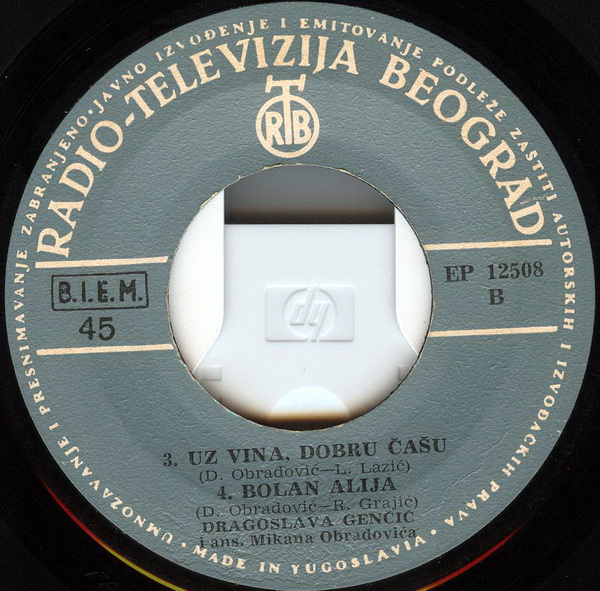 UMNOŽAVANJE I PRESNIMAVANJE ZABRANJENO · JAVNO IZVOĐENJE I EMITOVANJE PODLEŽE ZAŠTITI AUTORSKIH I IZVOĐAČKIH PRAVA ·
RADIO-TELEVIZIJA BEOGRAD
RTB
B.I.E.M.
45
EP 12508
B
hp
3. UZ VINA, DOBRU ČAŠU
(D. Obradović—L. Lazić)
4. BOLAN ALIJA
(D. Obradović—R. Grajić)
DRAGOSLAVA GENČIĆ
i ans. Mikana Obradovića
· MADE IN YUGOSLAVIA ·